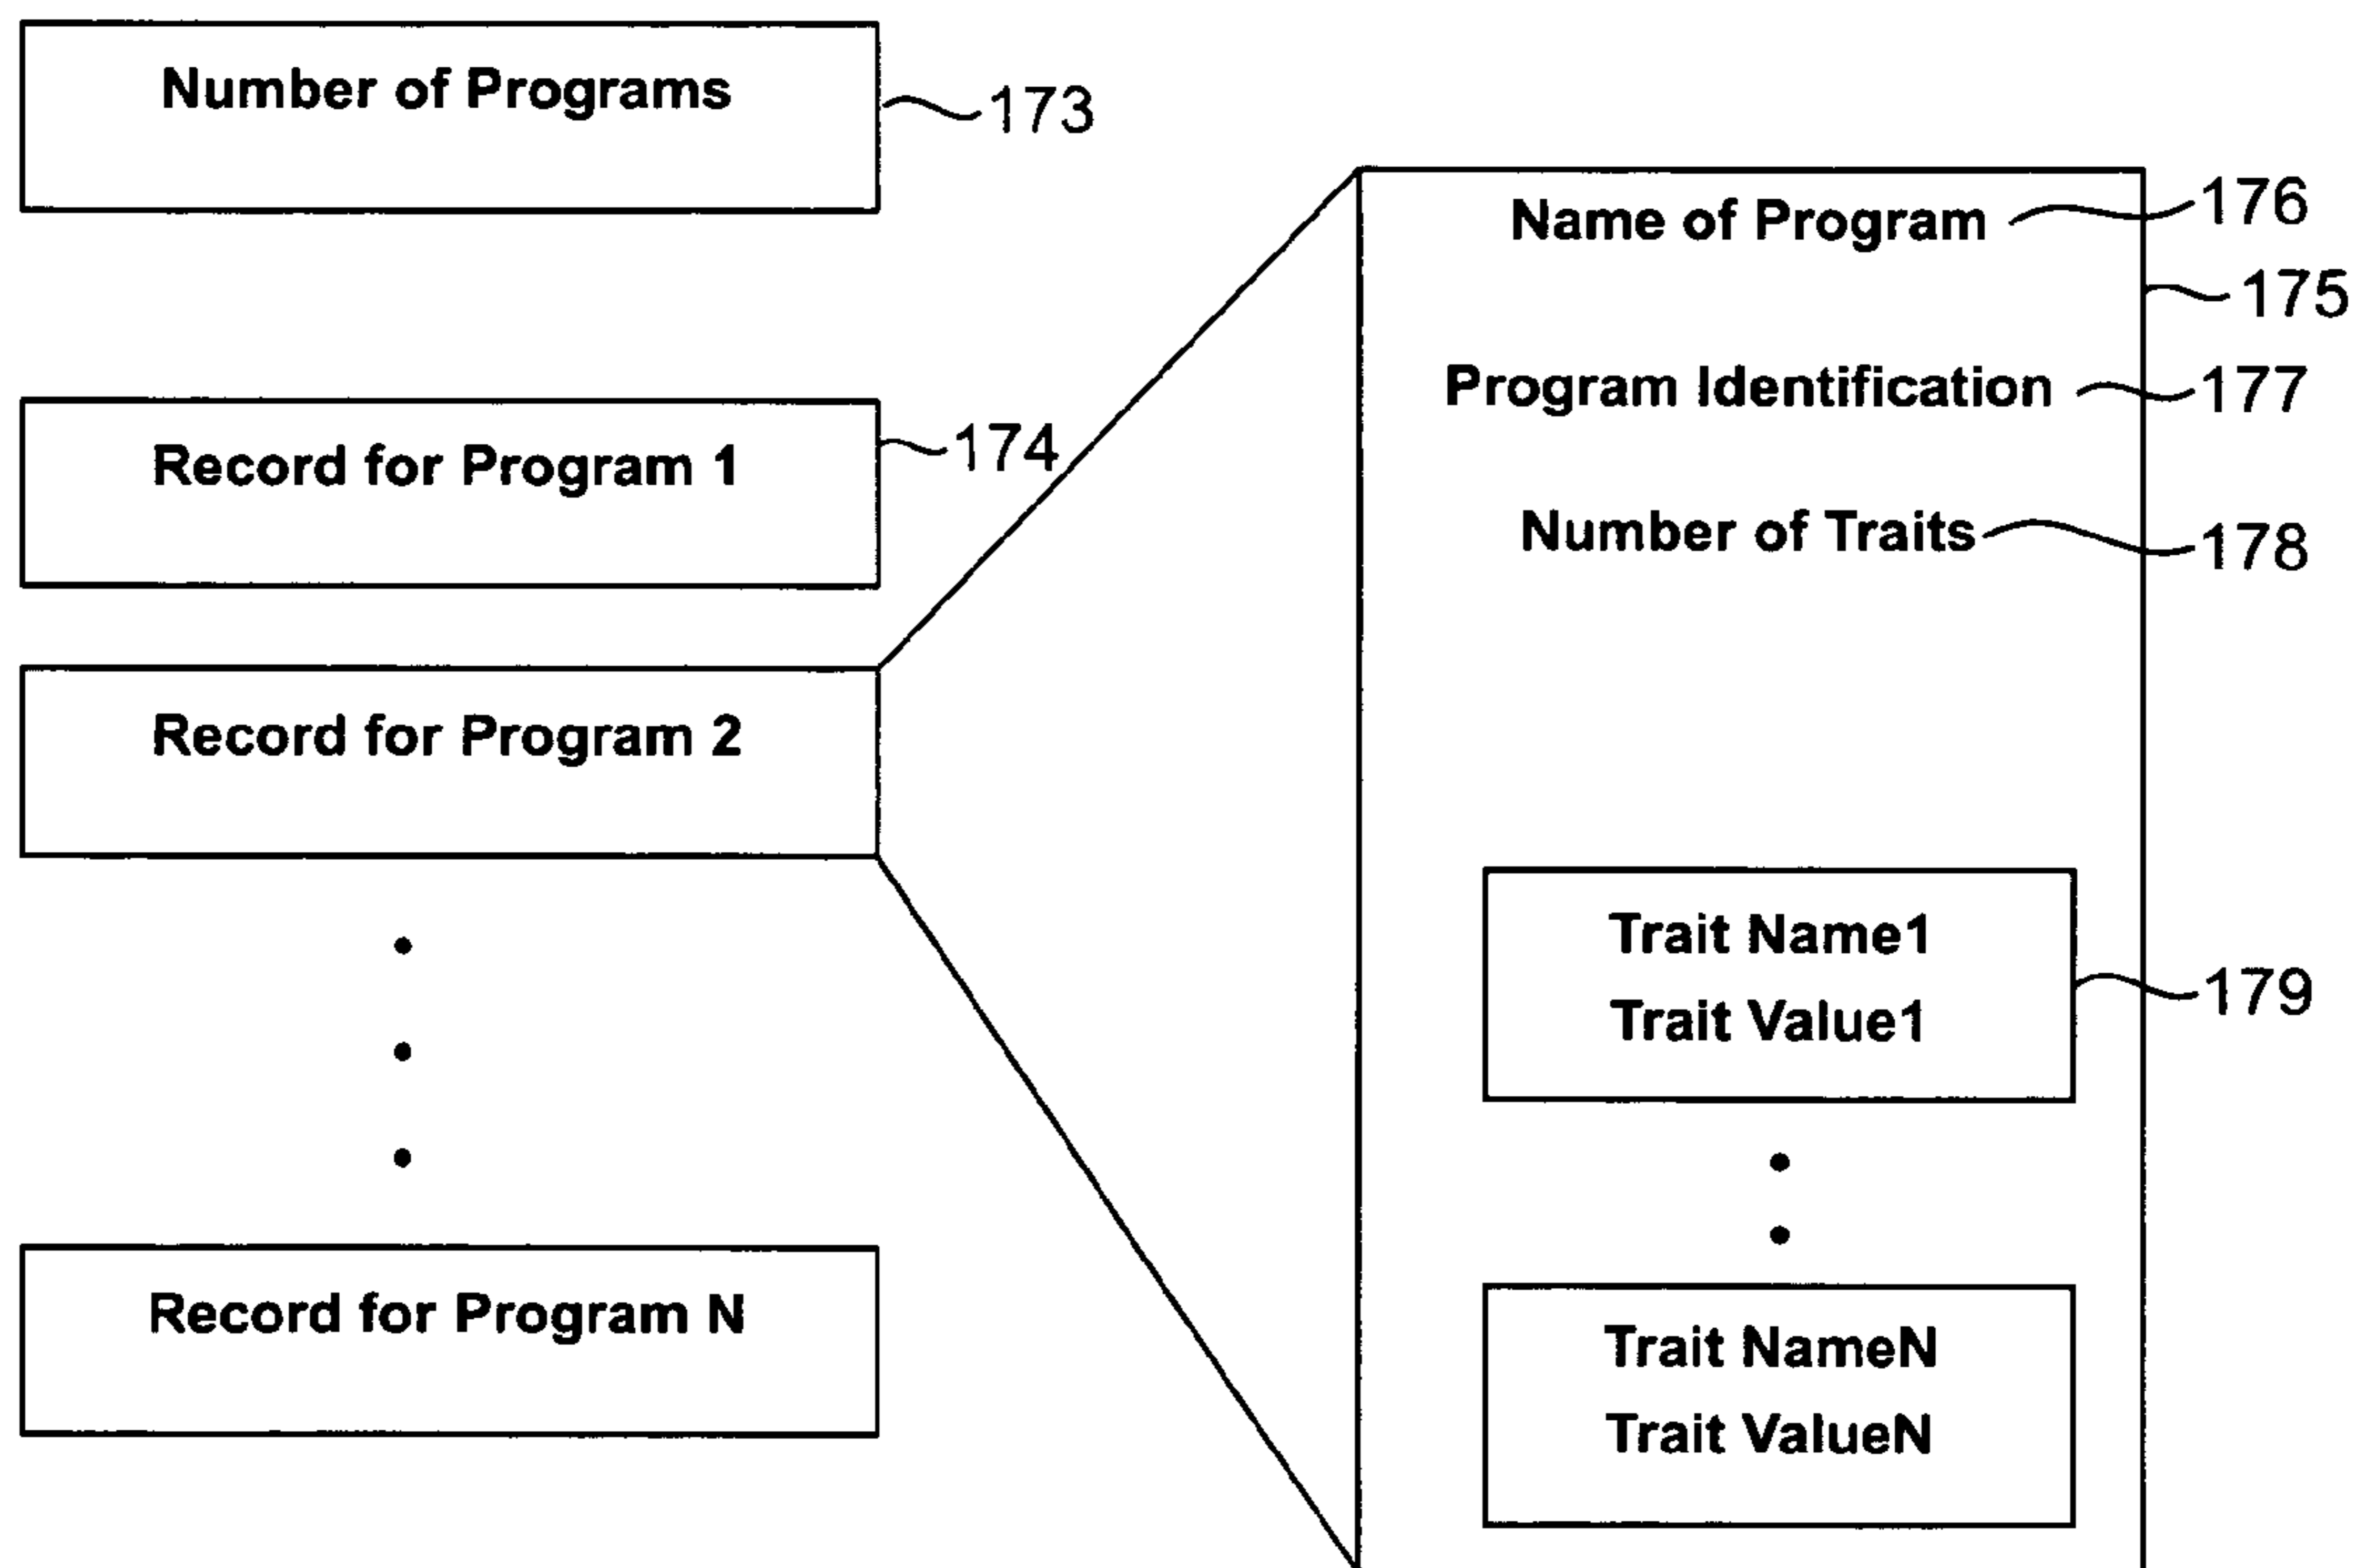 Number of Programs
173
Record for Program 1
174
Record for Program 2
Record for Program N
Name of Program
176
175
Program Identification
177
Number of Traits
178
Trait Name1
Trait Value1
179
Trait NameN
Trait ValueN